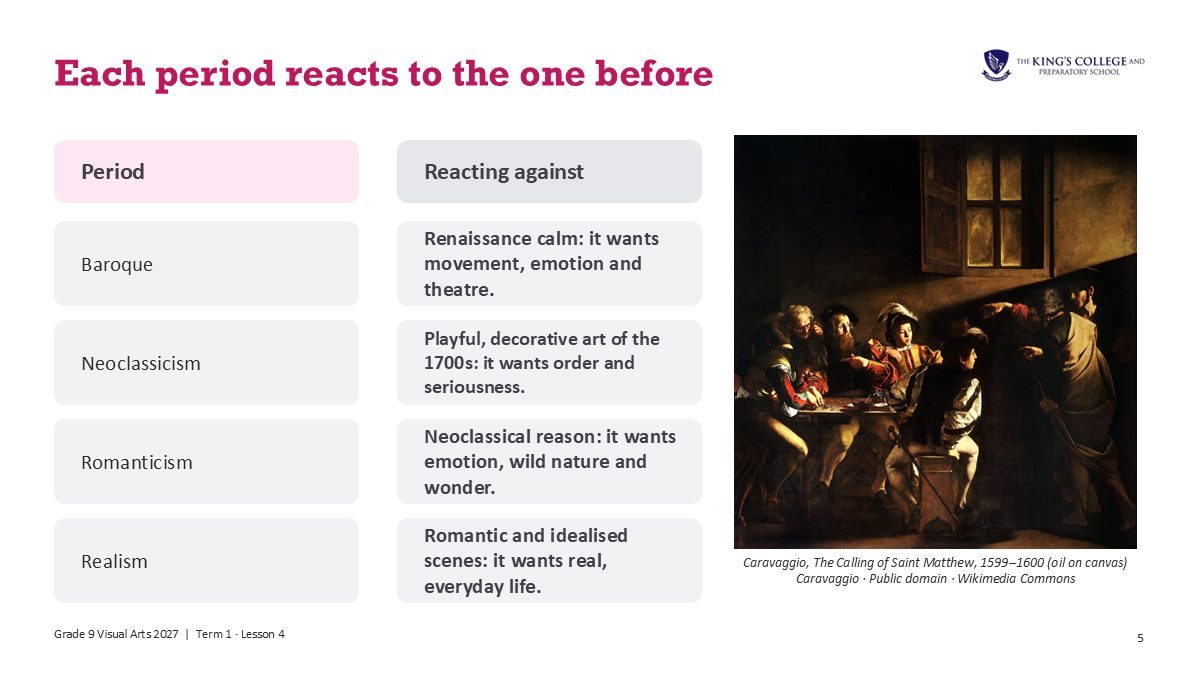 Each period reacts to the one before
THE KING'S COLLEGE AND
PREPARATORY SCHOOL
Period
Reacting against
Baroque
Renaissance calm: it wants
movement, emotion and
theatre.
Neoclassicism
Playful, decorative art of the
1700s: it wants order and
seriousness.
Romanticism
Neoclassical reason: it wants
emotion, wild nature and
wonder.
Realism
Romantic and idealised
scenes: it wants real,
everyday life.
Caravaggio, The Calling of Saint Matthew, 1599–1600 (oil on canvas)
Caravaggio · Public domain · Wikimedia Commons
Grade 9 Visual Arts 2027 | Term 1 · Lesson 4
5